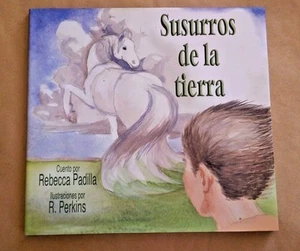 Susurros
de la
tierra
Cuento por
Rebecca Padilla
Ilustraciones por
R. Perkins